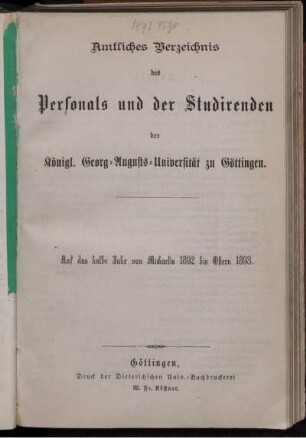 Amtliches Verzeichnis
des
Personals und der Studirenden
der
Königl. Georg-Augusts-Universität zu Göttingen.
Auf das halbe Jahr von Michaelis 1892 bis Ostern 1893.
Göttingen,
Druck der Dieterichschen Univ.-Buchdruckerei
W. Fr. Kästner.